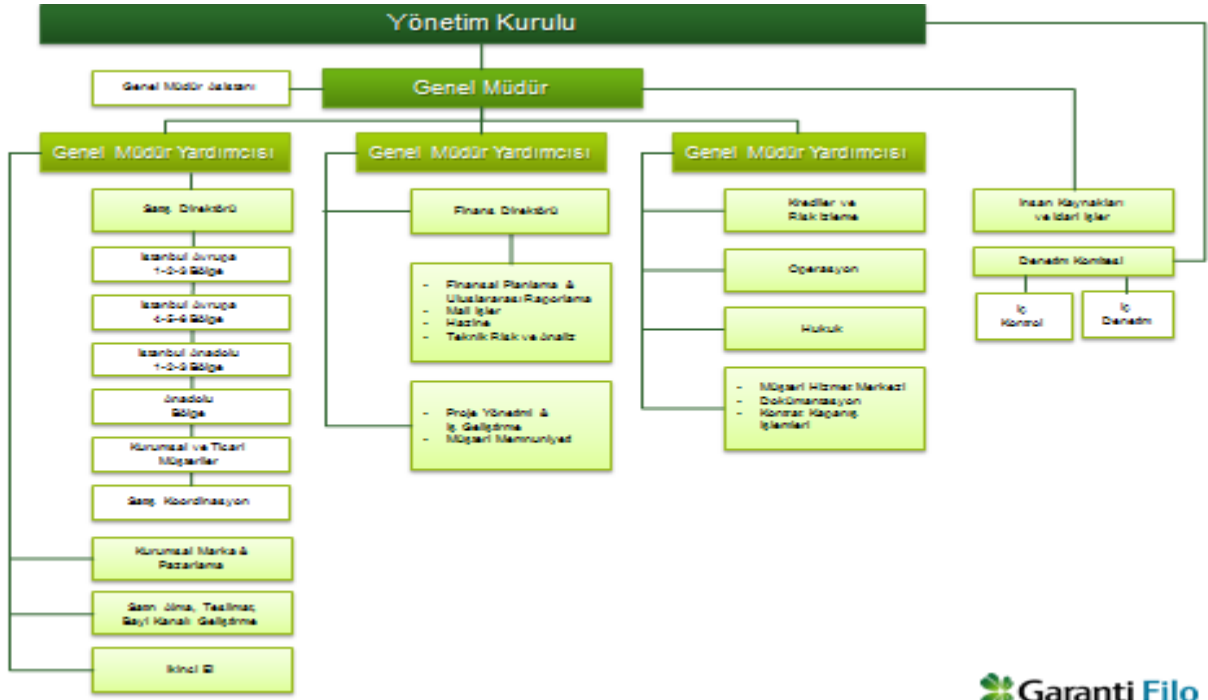 Yönetim Kurulu
Genel Müdür Asistanı
Genel Müdür
Genel Müdür Yardımcısı
Genel Müdür Yardımcısı
Genel Müdür Yardımcısı
Satış Direktörü
İstanbul Avrupa
1-2-3 Bölge
İstanbul Avrupa
4-5-6 Bölge
İstanbul Anadolu
1-2-3 Bölge
Anadolu
Bölge
Kurumsal ve Ticari
Müşteriler
Satış Koordinasyon
Kurumsal Marka &
Pazarlama
Satın Alma, Teslimat,
Bayi Kanalı Geliştirme
İkinci El
Finans Direktörü
- Finansal Planlama &
Uluslararası Raporlama
- Mali İşler
- Hazine
- Teknik Risk ve Analiz
- Proje Yönetimi &
İş Geliştirme
- Müşteri Memnuniyeti
Krediler ve
Risk İzleme
Operasyon
Hukuk
- Müşteri Hizmet Merkezi
- Dokümantasyon
- Kontrat Kapanış
İşlemleri
İnsan Kaynakları
ve İdari İşler
Denetim Komitesi
İç
Kontrol
İç
Denetim
Garanti Filo